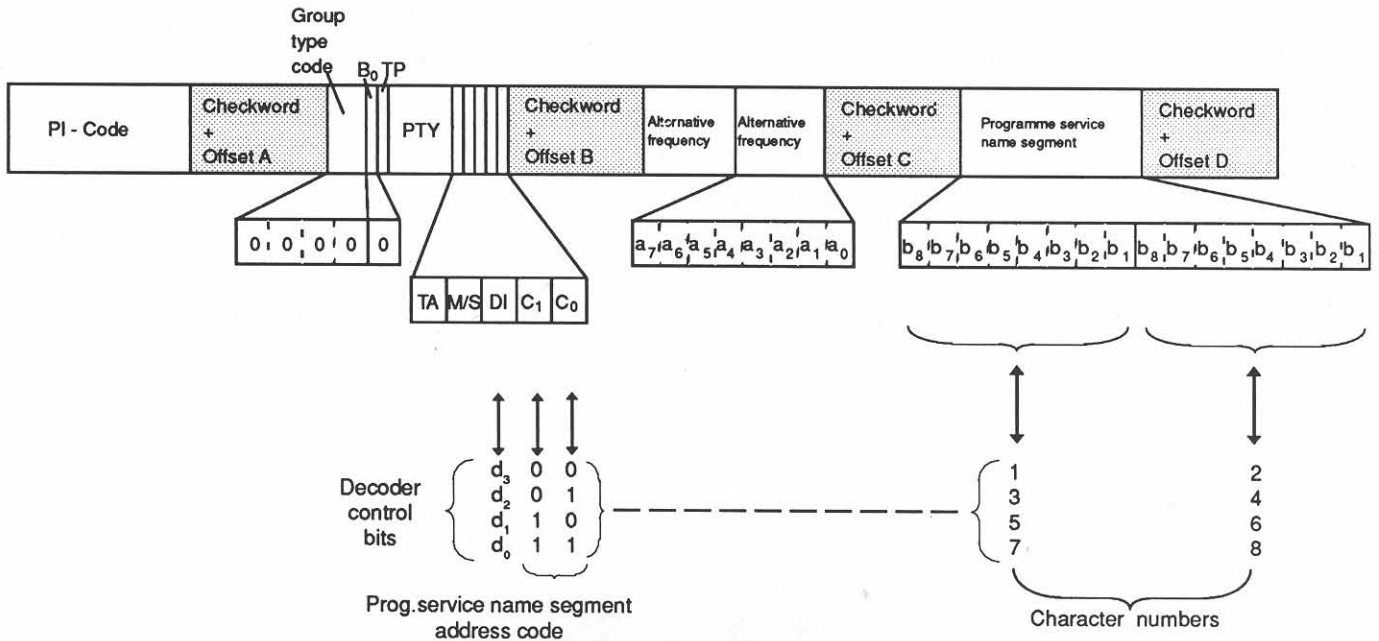 Group
type
code
B₀ TP
PI - Code
Checkword
+
Offset A
PTY
Checkword
+
Offset B
Alternative
frequency
Alternative
frequency
Checkword
+
Offset C
Programme service
name segment
Checkword
+
Offset D
0 0 0 0 0
a₇ a₆ a₅ a₄ a₃ a₂ a₁ a₀
b₈ b₇ b₆ b₅ b₄ b₃ b₂ b₁ b₈ b₇ b₆ b₅ b₄ b₃ b₂ b₁
TA M/S DI C₁ C₀
Decoder
control
bits
d₃ 0 0
d₂ 0 1
d₁ 1 0
d₀ 1 1
1 2
3 4
5 6
7 8
Prog.service name segment
address code
Character numbers